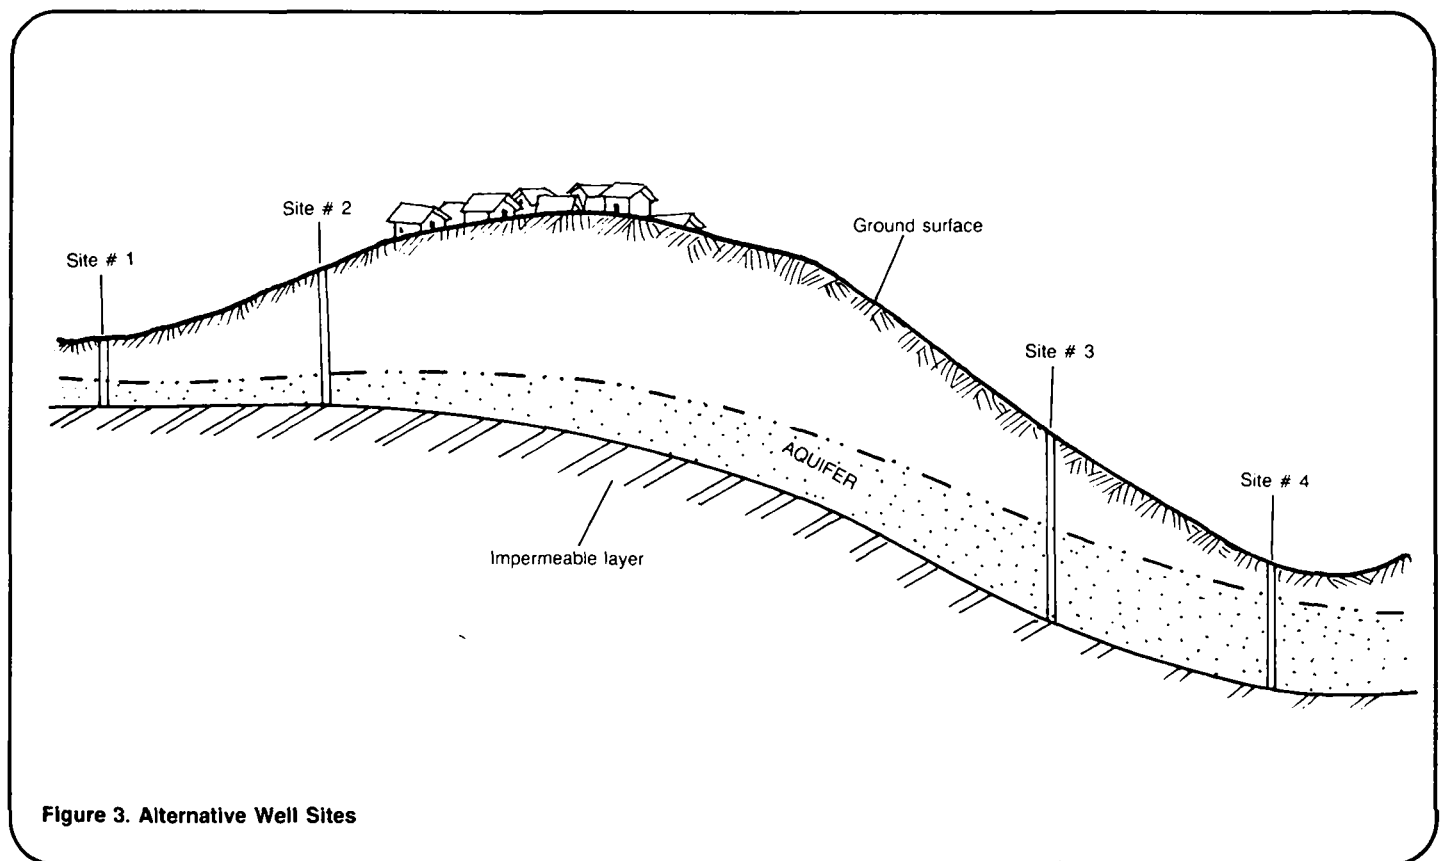 Site # 2
Site # 1
Ground surface
Site # 3
AQUIFER
Site # 4
Impermeable layer
Figure 3. Alternative Well Sites